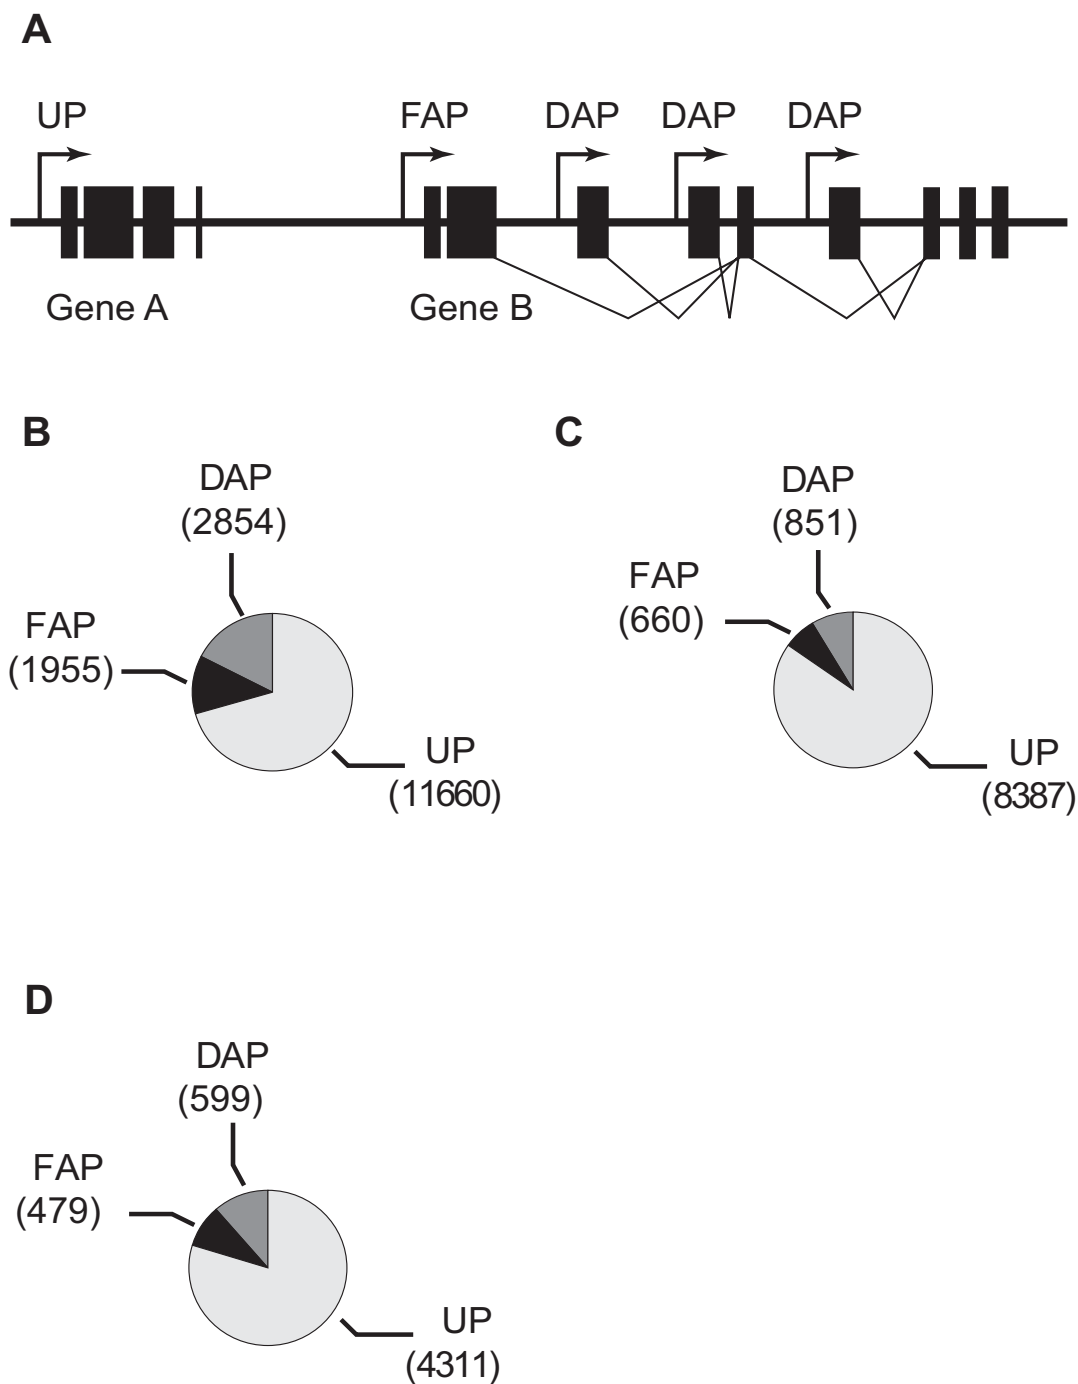 A
UP FAP DAP DAP DAP
Gene A Gene B
B
DAP
(2854)
FAP
(1955)
UP
(11660)
C
DAP
(851)
FAP
(660)
UP
(8387)
D
DAP
(599)
FAP
(479)
UP
(4311)